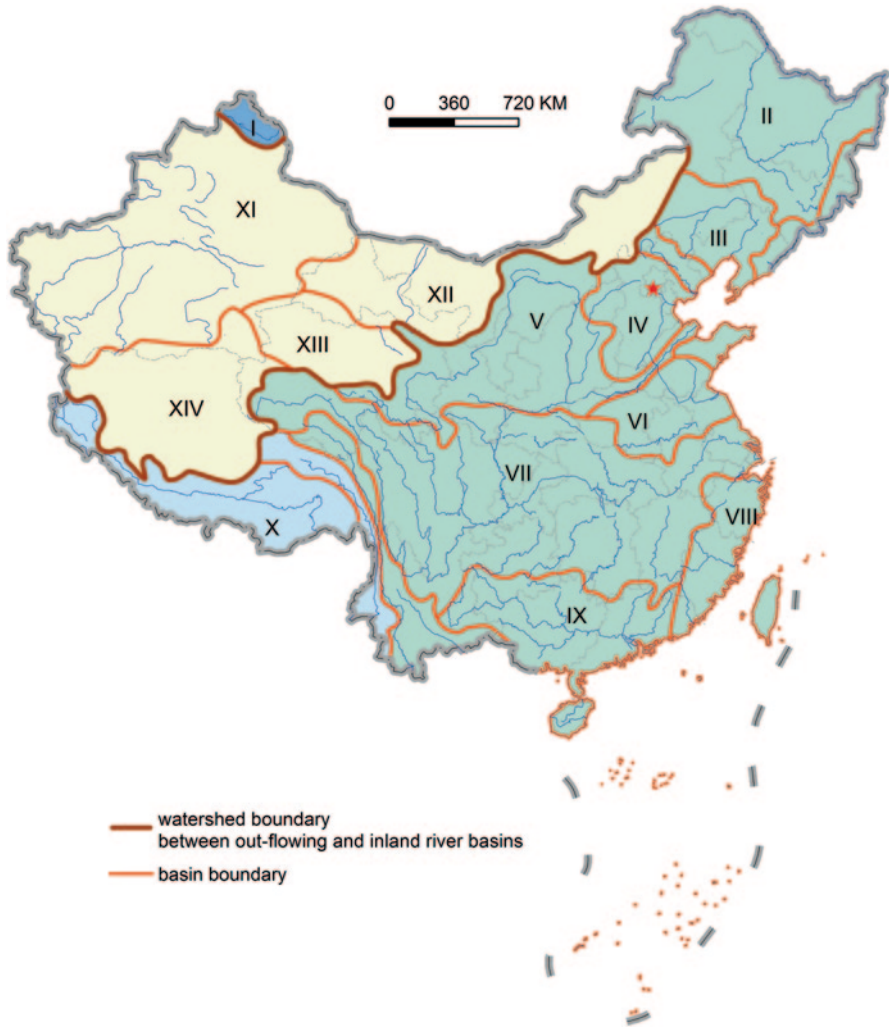 0 360 720 KM
I
II
XI
III
XII
IV
V
XIII
XIV
VI
VII
VIII
X
IX
watershed boundary
between out-flowing and inland river basins
basin boundary